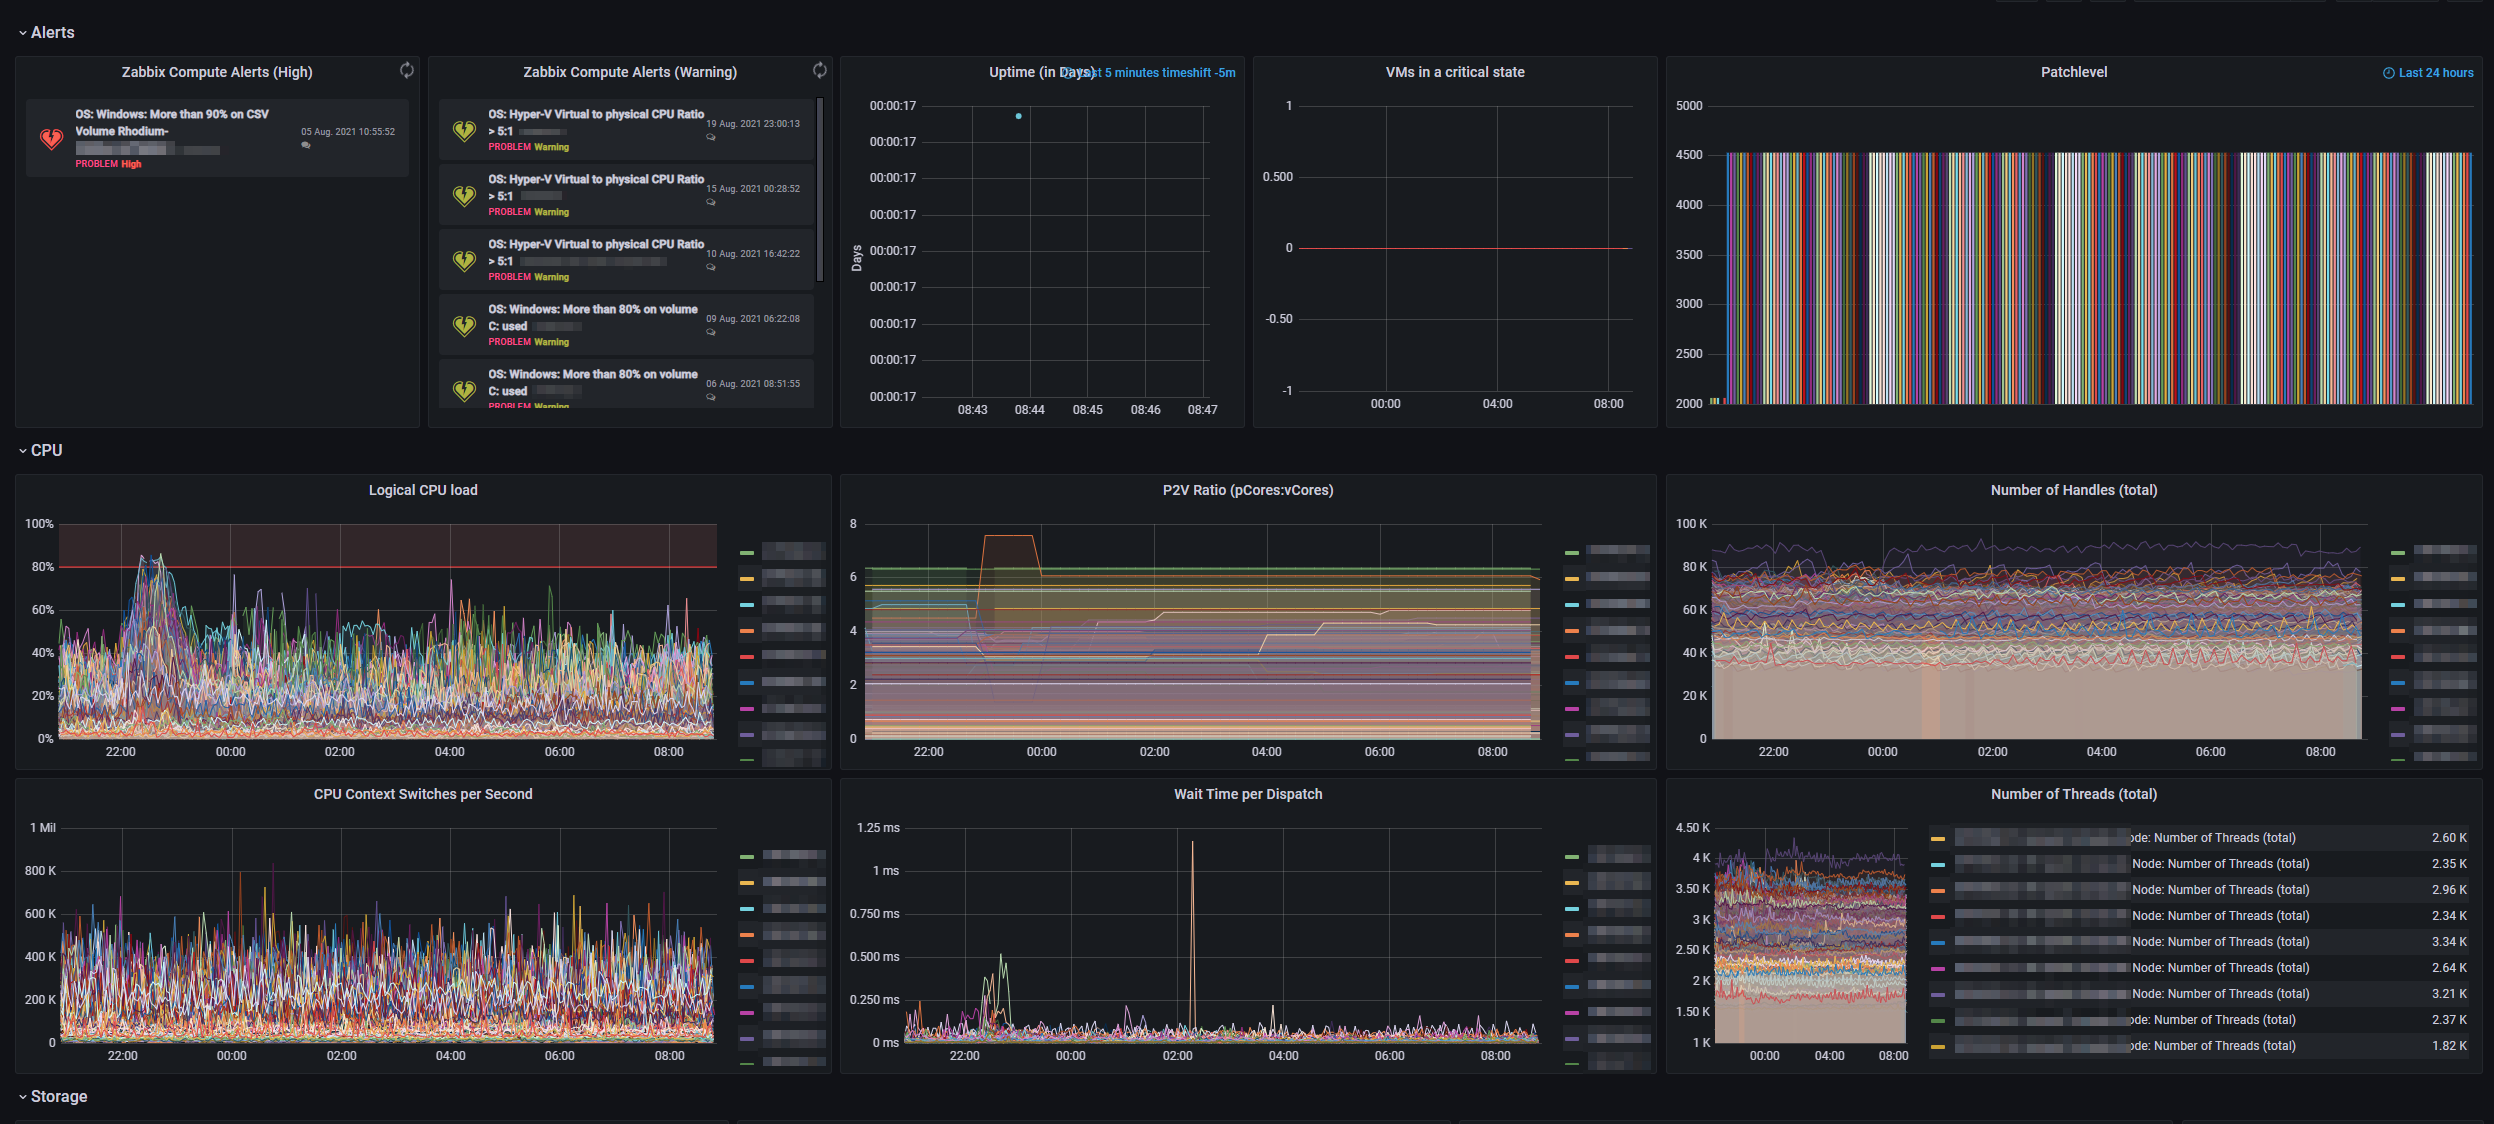 Alerts
Zabbix Compute Alerts (High)
OS: Windows: More than 90% on CSV
Volume Rhodium-
05 Aug. 2021 10:55:52
PROBLEM High
Zabbix Compute Alerts (Warning)
OS: Hyper-V Virtual to physical CPU Ratio
> 5:1
19 Aug. 2021 23:00:13
PROBLEM Warning
OS: Hyper-V Virtual to physical CPU Ratio
> 5:1
15 Aug. 2021 00:28:52
PROBLEM Warning
OS: Hyper-V Virtual to physical CPU Ratio
> 5:1
10 Aug. 2021 16:42:22
PROBLEM Warning
OS: Windows: More than 80% on volume
C: used
09 Aug. 2021 06:22:08
PROBLEM Warning
OS: Windows: More than 80% on volume
C: used
06 Aug. 2021 08:51:55
PROBLEM Warning
Uptime (in Days)
Last 5 minutes timeshift -5m
00:00:17
00:00:17
00:00:17
00:00:17
00:00:17
00:00:17
00:00:17
00:00:17
00:00:17
Days
08:43 08:44 08:45 08:46 08:47
VMs in a critical state
1
0.500
0
-0.50
-1
00:00 04:00 08:00
Patchlevel
Last 24 hours
5000
4500
4000
3500
3000
2500
2000
CPU
Logical CPU load
100%
80%
60%
40%
20%
0%
22:00 00:00 02:00 04:00 06:00 08:00
P2V Ratio (pCores:vCores)
8
6
4
2
0
22:00 00:00 02:00 04:00 06:00 08:00
Number of Handles (total)
100 K
80 K
60 K
40 K
20 K
0
22:00 00:00 02:00 04:00 06:00 08:00
CPU Context Switches per Second
1 Mil
800 K
600 K
400 K
200 K
0
22:00 00:00 02:00 04:00 06:00 08:00
Wait Time per Dispatch
1.25 ms
1 ms
0.750 ms
0.500 ms
0.250 ms
0 ms
22:00 00:00 02:00 04:00 06:00 08:00
Number of Threads (total)
4.50 K
4 K
3.50 K
3 K
2.50 K
2 K
1.50 K
1 K
00:00 04:00 08:00
ode: Number of Threads (total) 2.60 K
Node: Number of Threads (total) 2.35 K
Node: Number of Threads (total) 2.96 K
Node: Number of Threads (total) 2.34 K
Node: Number of Threads (total) 3.34 K
Node: Number of Threads (total) 2.64 K
Node: Number of Threads (total) 3.21 K
ode: Number of Threads (total) 2.37 K
ode: Number of Threads (total) 1.82 K
Storage